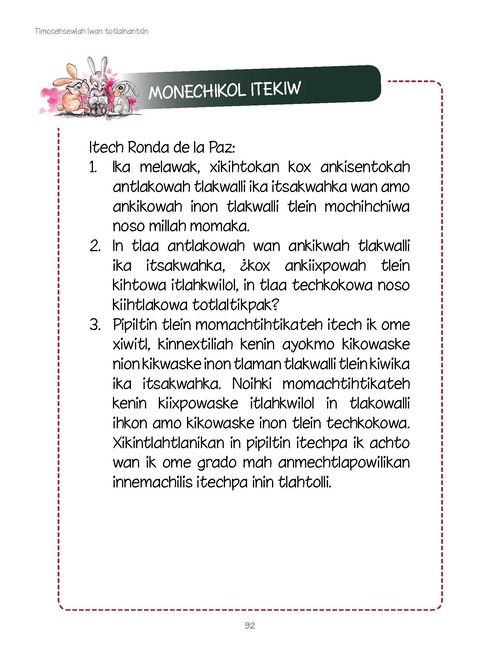 Timosehsewiah iwan totlalnantsin
MONECHIKOL ITEKIW
Itech Ronda de la Paz:
1. Ika melawak, xikihtokan kox ankisentokah
antlakowah tlakwalli ika itsakwahka wan amo
ankikowah inon tlakwalli tlein mochihchiwa
noso millah momaka.
2. In tlaa antlakowah wan ankikwah tlakwalli
ika itsakwahka, ¿kox ankiixpowah tlein
kihtowa itlahkwilol, in tlaa techkokowa noso
kiihtlakowa totlaltikpak?
3. Pipiltin tlein momachtihtikateh itech ik ome
xiwitl, kinnextiliah kenin ayokmo kikowaske
nion kikwaske inon tlaman tlakwalli tlein kiwika
ika itsakwahka. Noihki momachtihtikateh
kenin kiixpowaske itlahkwilol in tlakowalli
ihkon amo kikowaske inon tlein techkokowa.
Xikintlahtlanikan in pipiltin itechpa ik achto
wan ik ome grado mah anmechtlapowilikan
innemachilis itechpa inin tlahtolli.
92